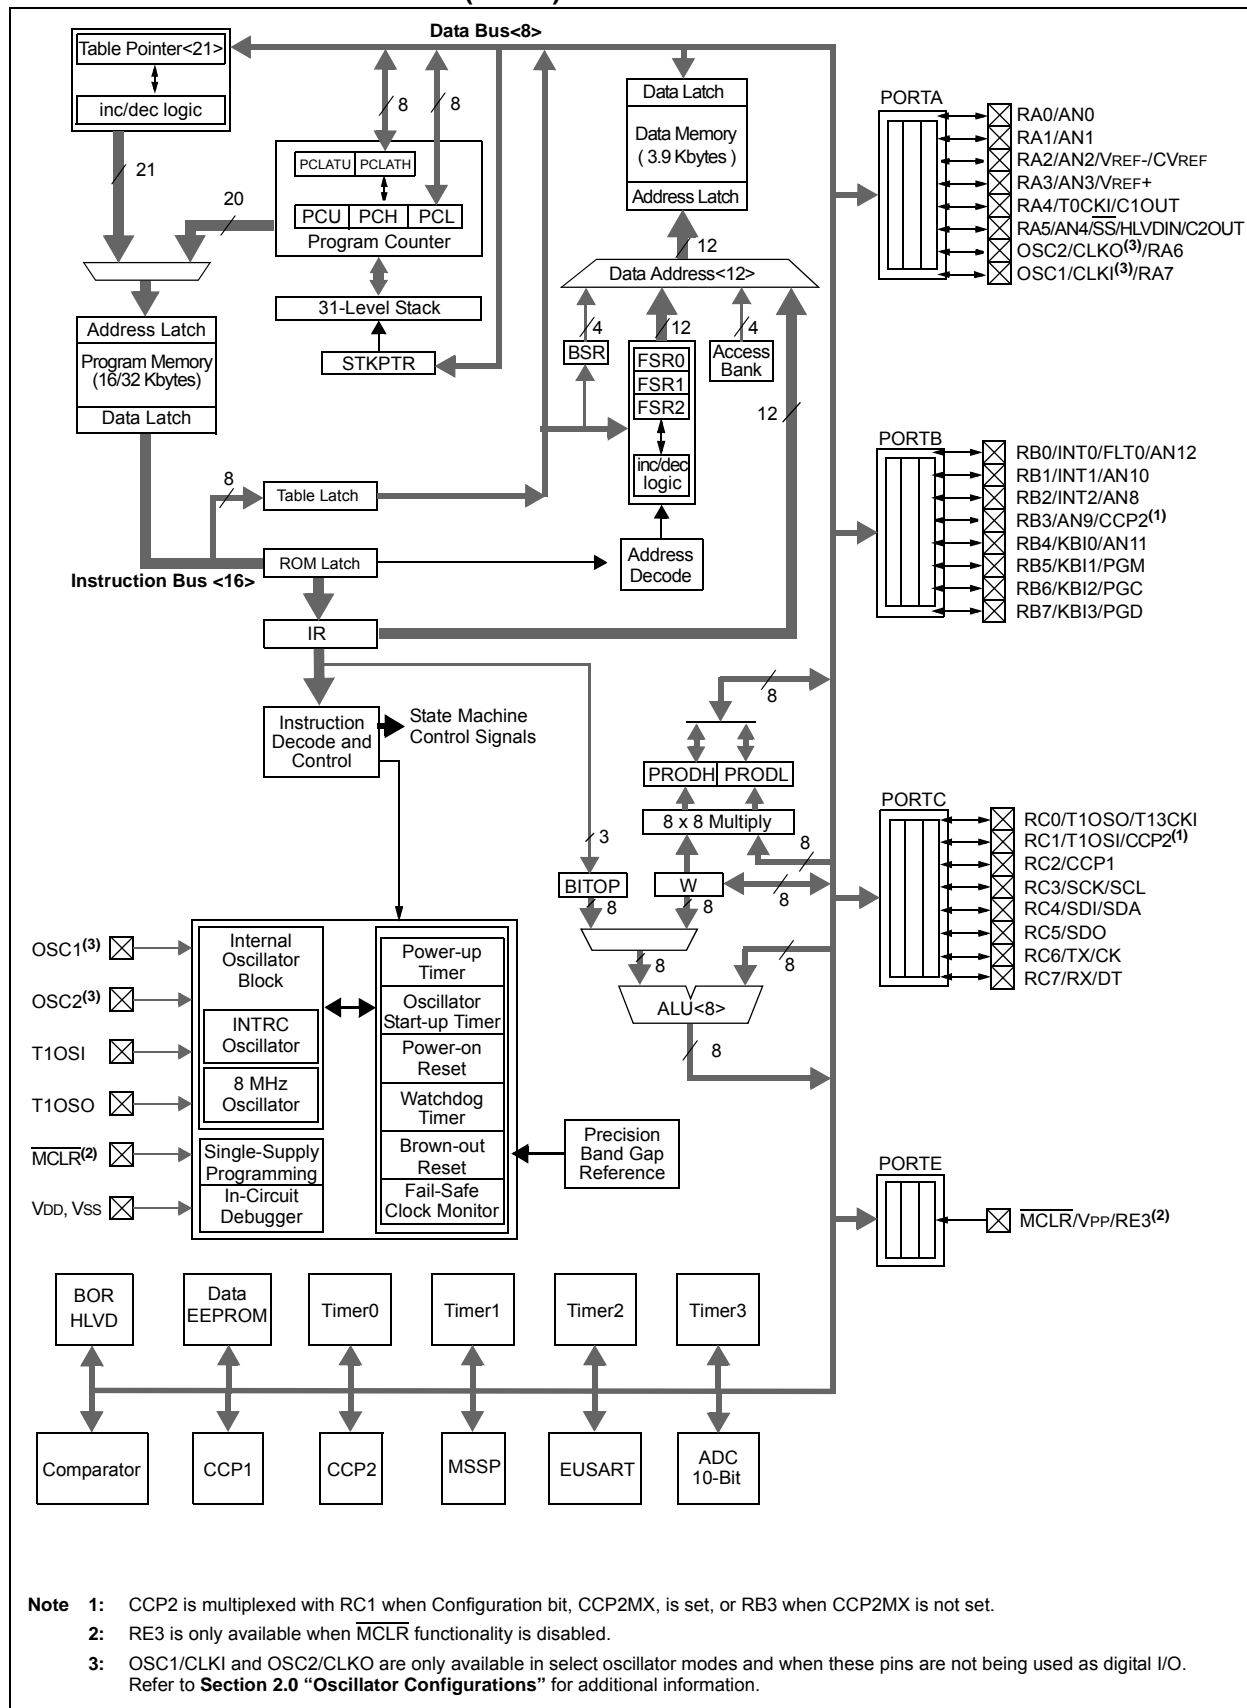 Data Bus<8>
Table Pointer<21>
inc/dec logic
21
20
8
8
PCLATU PCLATH
PCU PCH PCL
Program Counter
31-Level Stack
STKPTR
Data Latch
Data Memory
( 3.9 Kbytes )
Address Latch
12
Data Address<12>
4
12
4
BSR
FSR0
FSR1
FSR2
inc/dec
logic
Access
Bank
12
Address Latch
Program Memory
(16/32 Kbytes)
Data Latch
8
Table Latch
ROM Latch
Instruction Bus <16>
Address
Decode
IR
Instruction
Decode and
Control
State Machine
Control Signals
8
PRODH PRODL
8 x 8 Multiply
3
8
BITOP
W
8
8
8
8
8
ALU<8>
8
PORTA
RA0/AN0
RA1/AN1
RA2/AN2/VREF-/CVREF
RA3/AN3/VREF+
RA4/T0CKI/C1OUT
RA5/AN4/SS/HLVDIN/C2OUT
OSC2/CLKO(3)/RA6
OSC1/CLKI(3)/RA7
PORTB
RB0/INT0/FLT0/AN12
RB1/INT1/AN10
RB2/INT2/AN8
RB3/AN9/CCP2(1)
RB4/KBI0/AN11
RB5/KBI1/PGM
RB6/KBI2/PGC
RB7/KBI3/PGD
PORTC
RC0/T1OSO/T13CKI
RC1/T1OSI/CCP2(1)
RC2/CCP1
RC3/SCK/SCL
RC4/SDI/SDA
RC5/SDO
RC6/TX/CK
RC7/RX/DT
PORTE
MCLR/VPP/RE3(2)
OSC1(3)
OSC2(3)
T1OSI
T1OSO
MCLR(2)
VDD, VSS
Internal
Oscillator
Block
INTRC
Oscillator
8 MHz
Oscillator
Single-Supply
Programming
In-Circuit
Debugger
Power-up
Timer
Oscillator
Start-up Timer
Power-on
Reset
Watchdog
Timer
Brown-out
Reset
Fail-Safe
Clock Monitor
Precision
Band Gap
Reference
BOR
HLVD
Data
EEPROM
Timer0
Timer1
Timer2
Timer3
Comparator
CCP1
CCP2
MSSP
EUSART
ADC
10-Bit
Note 1: CCP2 is multiplexed with RC1 when Configuration bit, CCP2MX, is set, or RB3 when CCP2MX is not set.
2: RE3 is only available when MCLR functionality is disabled.
3: OSC1/CLKI and OSC2/CLKO are only available in select oscillator modes and when these pins are not being used as digital I/O.
Refer to Section 2.0 “Oscillator Configurations” for additional information.